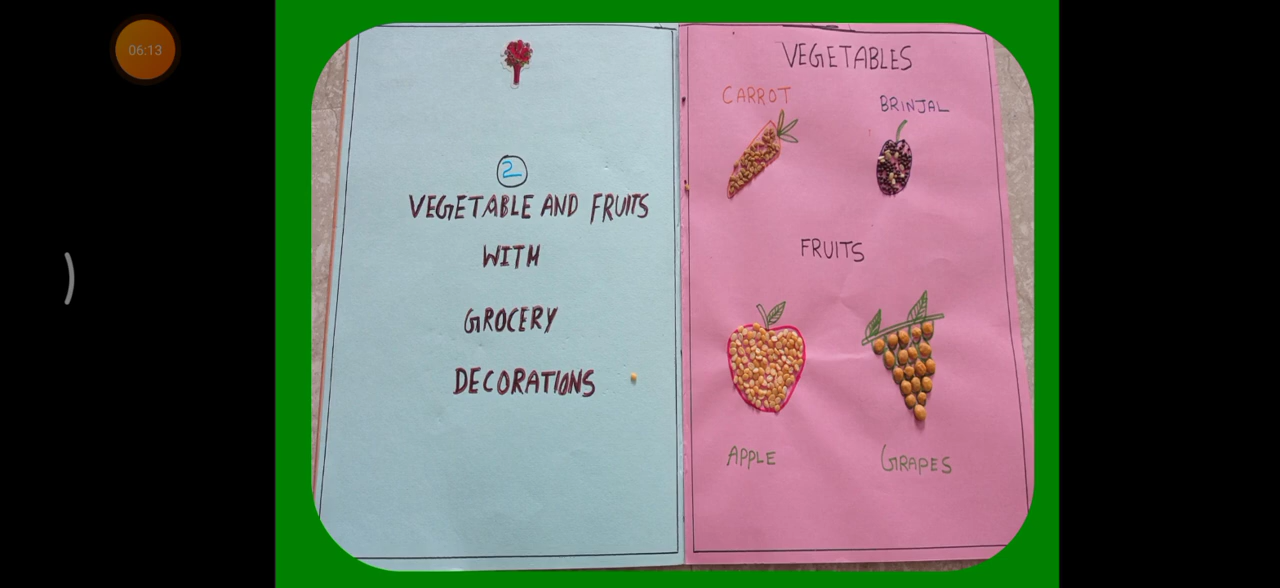 06:13
2
VEGETABLE AND FRUITS
WITH
GROCERY
DECORATIONS
VEGETABLES
CARROT
BRINJAL
FRUITS
APPLE
GRAPES